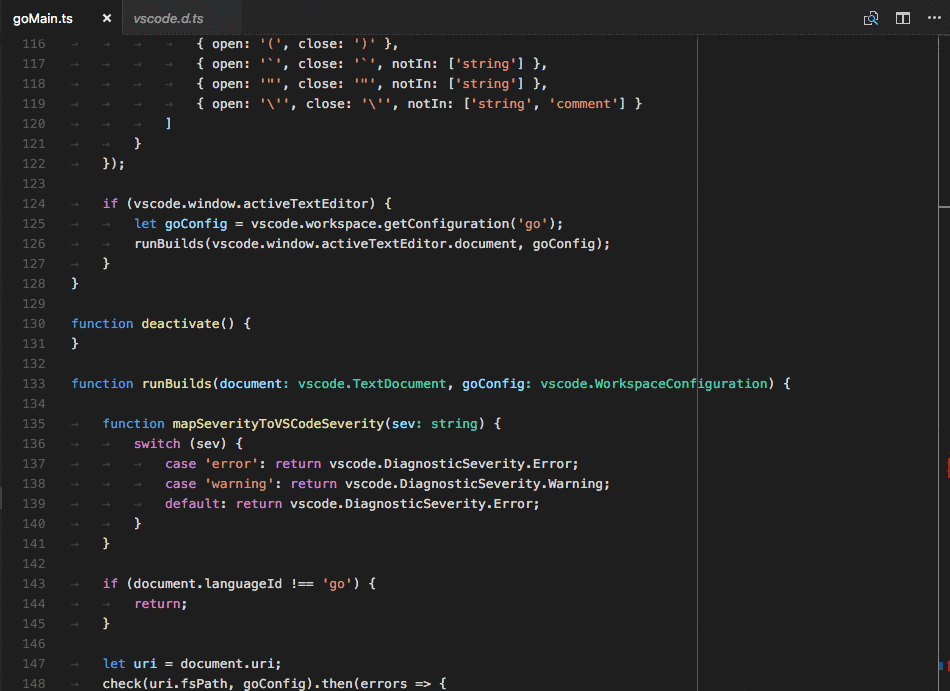 goMain.ts × vscode.d.ts
116 { open: '(', close: ')' },
117 { open: '`', close: '`', notIn: ['string'] },
118 { open: '"', close: '"', notIn: ['string'] },
119 { open: '\'', close: '\'', notIn: ['string', 'comment'] }
120 ]
121 }
122 });
123
124 if (vscode.window.activeTextEditor) {
125 let goConfig = vscode.workspace.getConfiguration('go');
126 runBuilds(vscode.window.activeTextEditor.document, goConfig);
127 }
128 }
129
130 function deactivate() {
131 }
132
133 function runBuilds(document: vscode.TextDocument, goConfig: vscode.WorkspaceConfiguration) {
134
135 function mapSeverityToVSCodeSeverity(sev: string) {
136 switch (sev) {
137 case 'error': return vscode.DiagnosticSeverity.Error;
138 case 'warning': return vscode.DiagnosticSeverity.Warning;
139 default: return vscode.DiagnosticSeverity.Error;
140 }
141 }
142
143 if (document.languageId !== 'go') {
144 return;
145 }
146
147 let uri = document.uri;
148 check(uri.fsPath, goConfig).then(errors => {